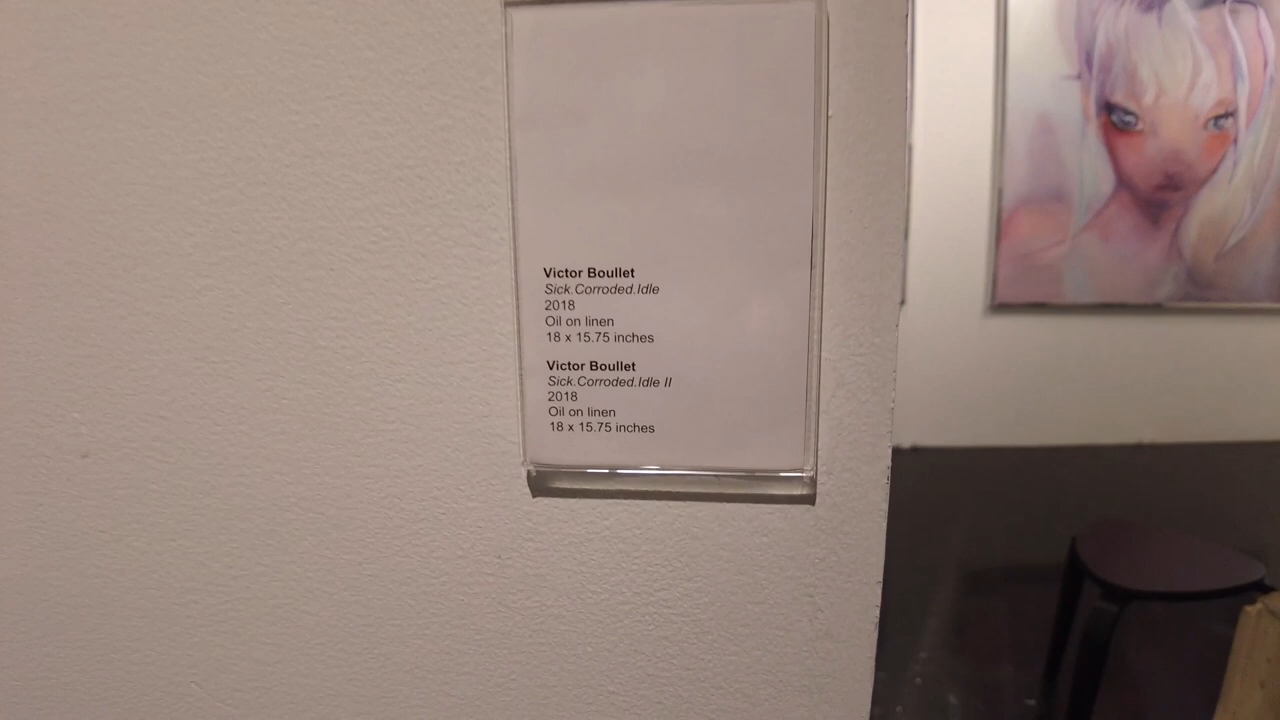 Victor Boullet
Sick.Corroded.Idle
2018
Oil on linen
18 x 15.75 inches
Victor Boullet
Sick.Corroded.Idle II
2018
Oil on linen
18 x 15.75 inches